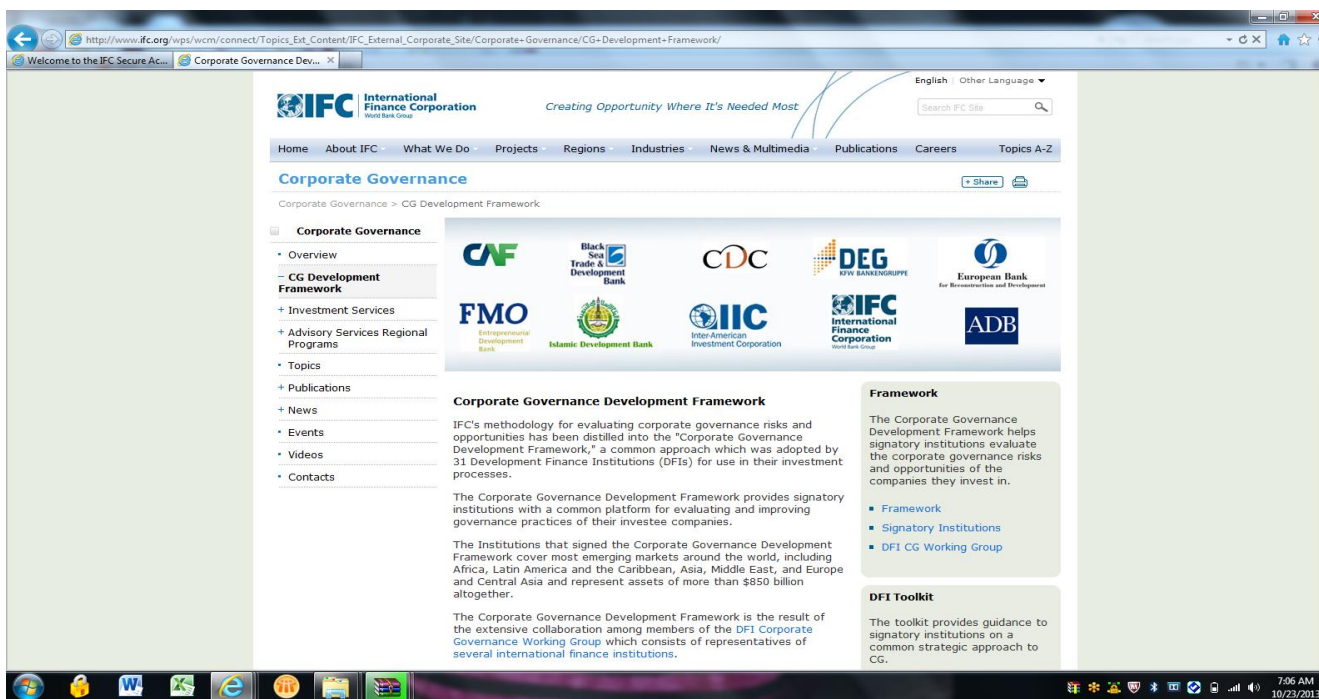 http://www.ifc.org/wps/wcm/connect/Topics_Ext_Content/IFC_External_Corporate_Site/Corporate+Governance/CG+Development+Framework/
Welcome to the IFC Secure Ac...
Corporate Governance Dev...
English | Other Language
IFC International Finance Corporation
World Bank Group
Creating Opportunity Where It's Needed Most
Search IFC Site
Home About IFC What We Do Projects Regions Industries News & Multimedia Publications Careers Topics A-Z
Corporate Governance
+ Share
Corporate Governance > CG Development Framework
Corporate Governance
Overview
CG Development
Framework
+ Investment Services
+ Advisory Services Regional
Programs
Topics
+ Publications
+ News
Events
Videos
Contacts
CAF
Black
Sea
Trade &
Development
Bank
CDC
DEG
KFW BANKENGRUPPE
European Bank
for Reconstruction and Development
FMO
Entrepreneurial
Development
Bank
Islamic Development Bank
IIC
Inter-American
Investment Corporation
IFC
International
Finance
Corporation
World Bank Group
ADB
Corporate Governance Development Framework
IFC's methodology for evaluating corporate governance risks and
opportunities has been distilled into the "Corporate Governance
Development Framework," a common approach which was adopted by
31 Development Finance Institutions (DFIs) for use in their investment
processes.
The Corporate Governance Development Framework provides signatory
institutions with a common platform for evaluating and improving
governance practices of their investee companies.
The Institutions that signed the Corporate Governance Development
Framework cover most emerging markets around the world, including
Africa, Latin America and the Caribbean, Asia, Middle East, and Europe
and Central Asia and represent assets of more than $850 billion
altogether.
The Corporate Governance Development Framework is the result of
the extensive collaboration among members of the DFI Corporate
Governance Working Group which consists of representatives of
several international finance institutions.
Framework
The Corporate Governance
Development Framework helps
signatory institutions evaluate
the corporate governance risks
and opportunities of the
companies they invest in.
Framework
Signatory Institutions
DFI CG Working Group
DFI Toolkit
The toolkit provides guidance to
signatory institutions on a
common strategic approach to
CG.
7:06 AM
10/23/2013